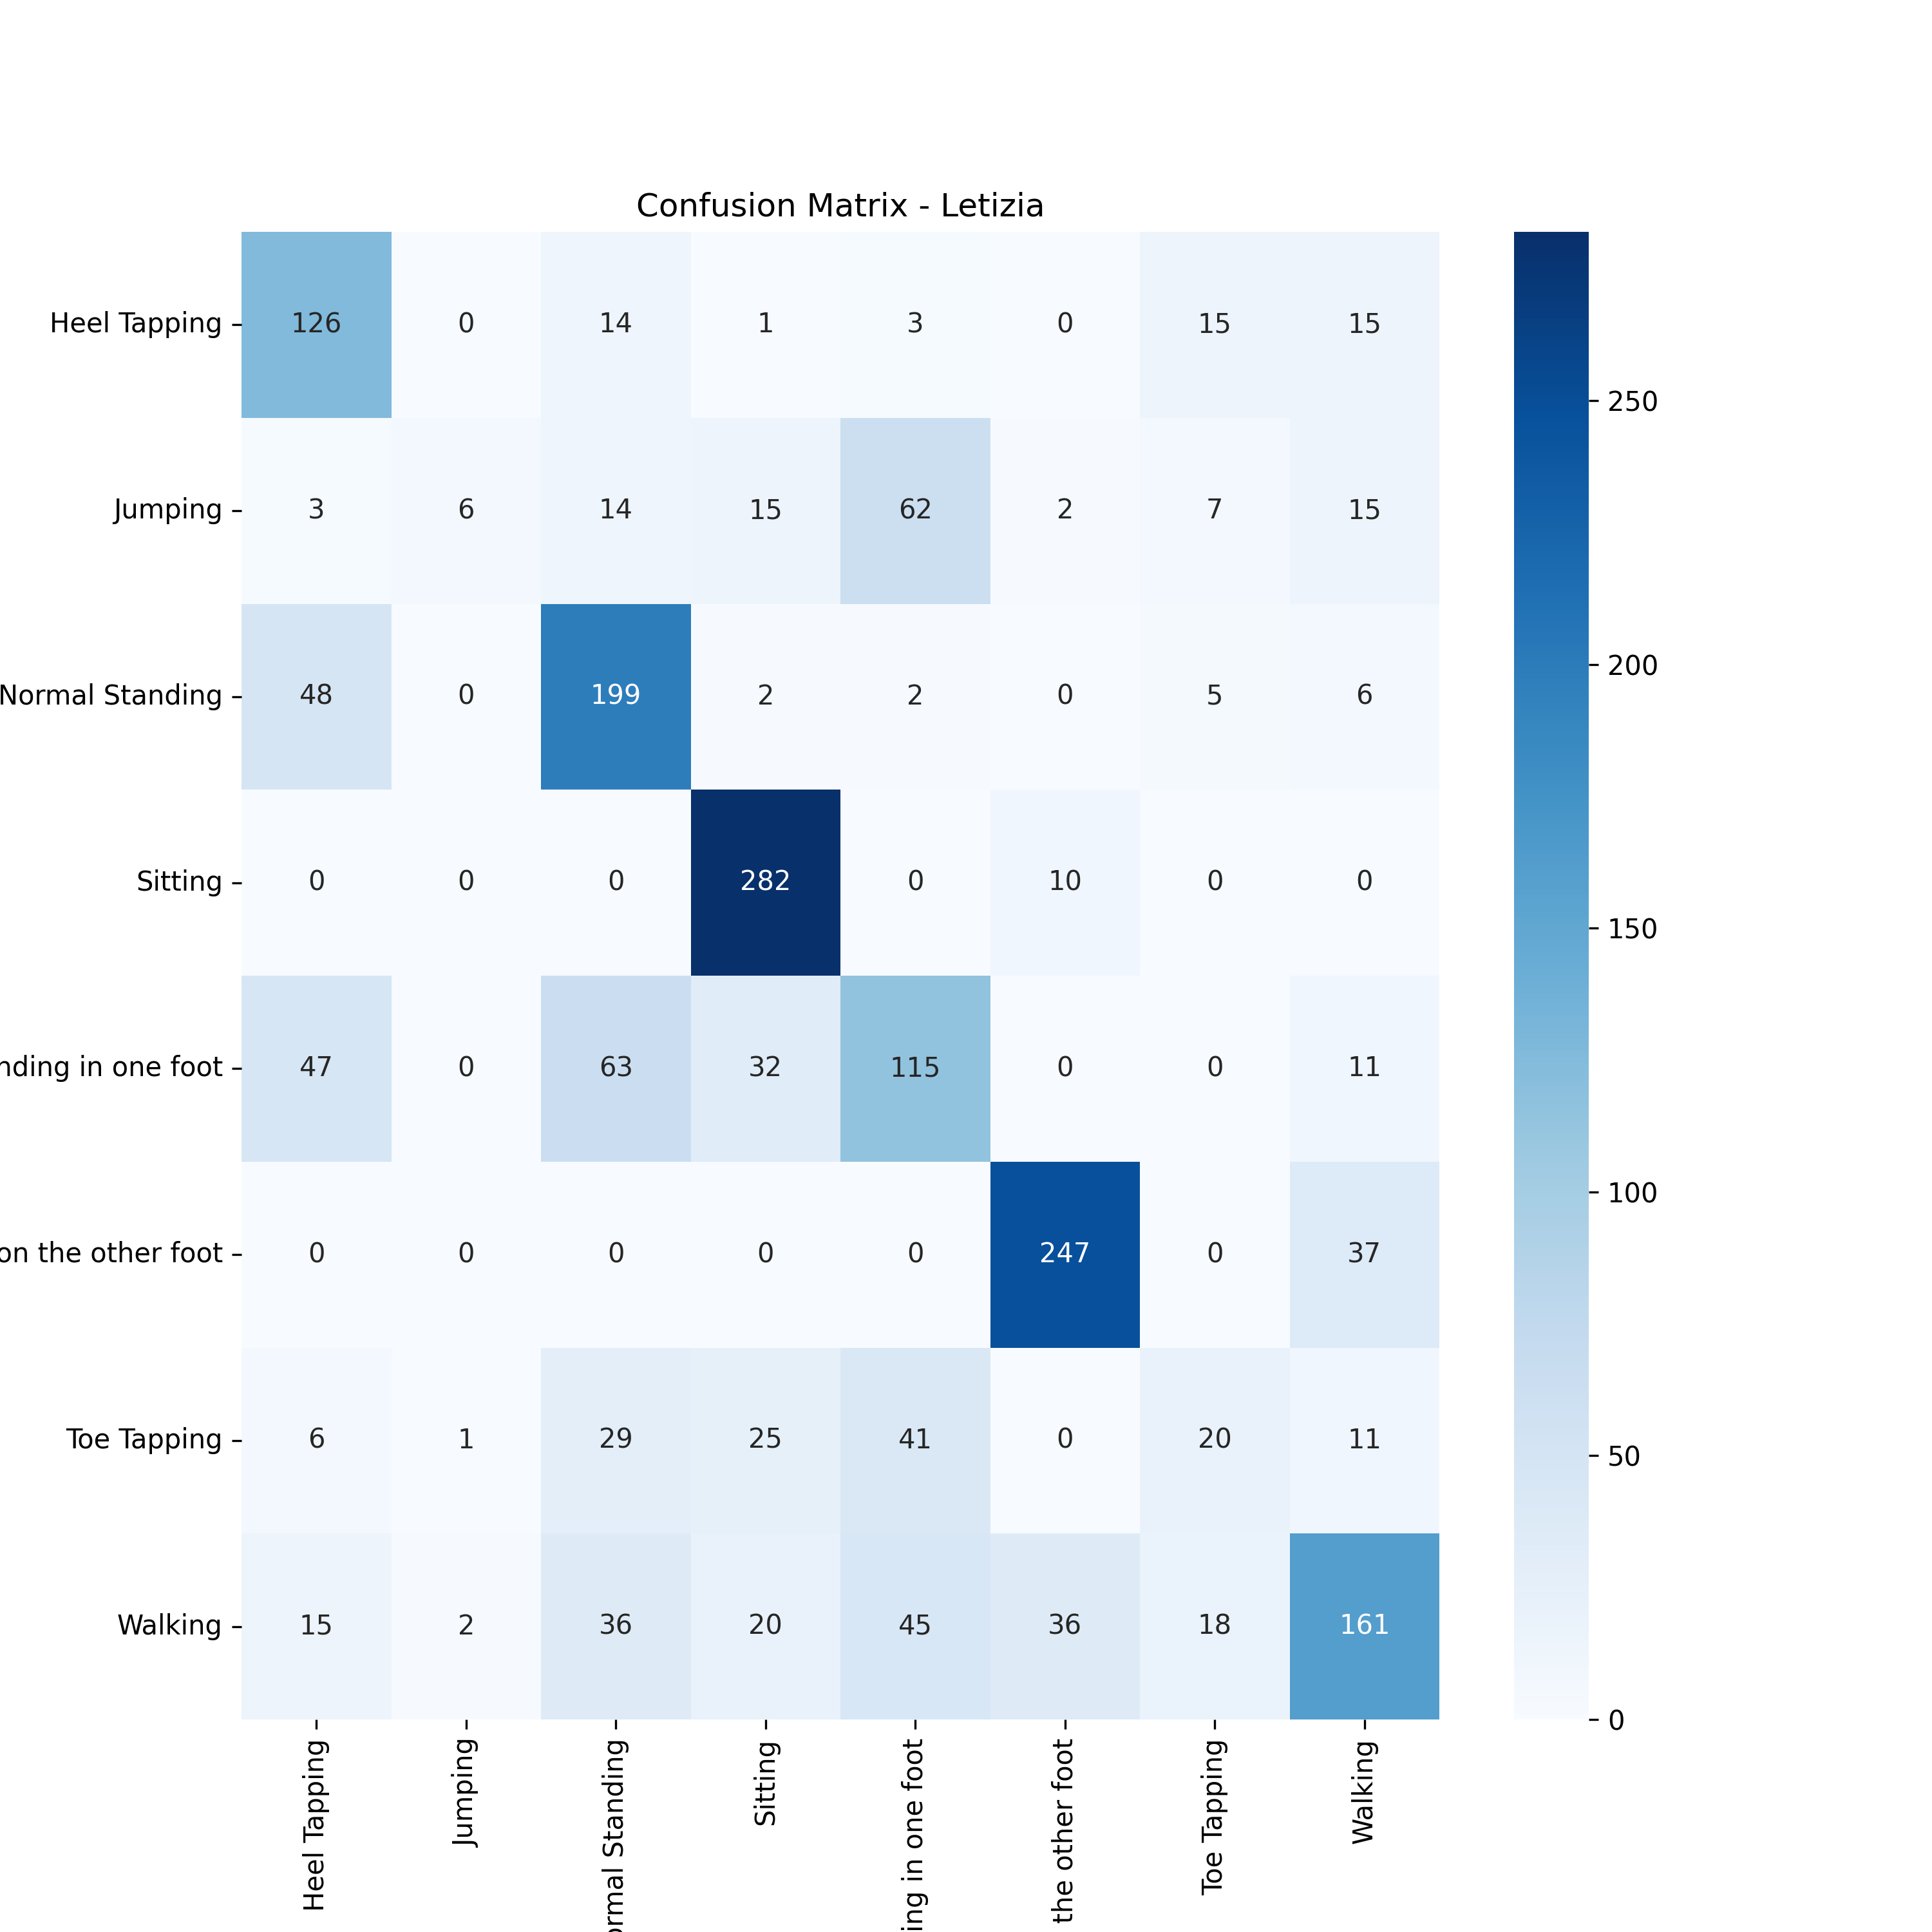 Confusion Matrix - Letizia
Heel Tapping 126 0 14 1 3 0 15 15
Jumping 3 6 14 15 62 2 7 15
Normal Standing 48 0 199 2 2 0 5 6
Sitting 0 0 0 282 0 10 0 0
nding in one foot 47 0 63 32 115 0 0 11
on the other foot 0 0 0 0 0 247 0 37
Toe Tapping 6 1 29 25 41 0 20 11
Walking 15 2 36 20 45 36 18 161
Heel Tapping
Jumping
ormal Standing
Sitting
ing in one foot
the other foot
Toe Tapping
Walking
250
200
150
100
50
0